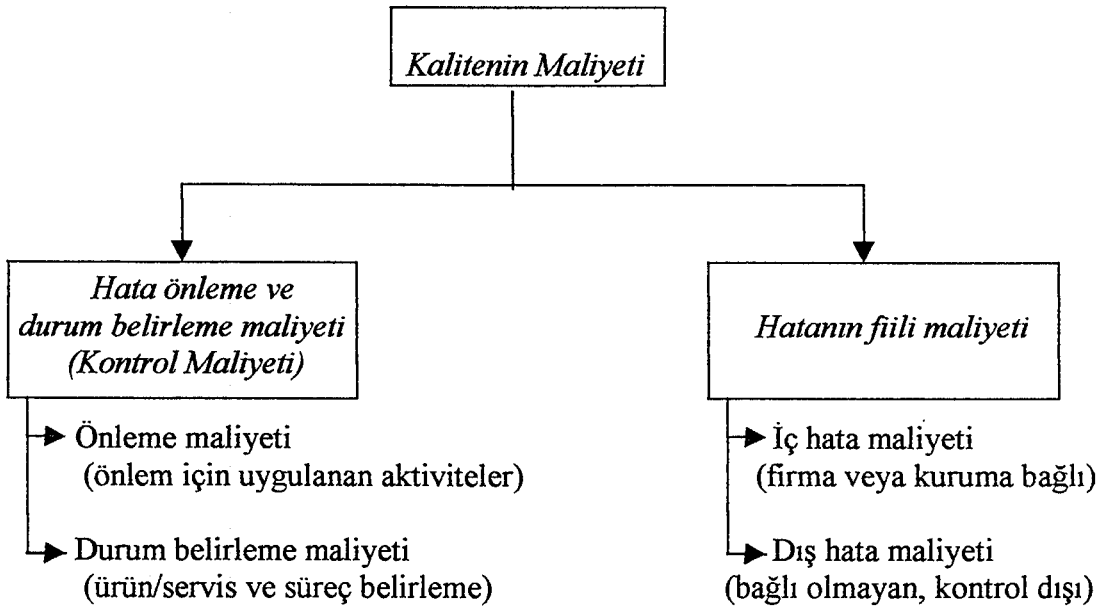 Kalitenin Maliyeti
Hata önleme ve
durum belirleme maliyeti
(Kontrol Maliyeti)
Önleme maliyeti
(önlem için uygulanan aktiviteler)
Durum belirleme maliyeti
(ürün/servis ve süreç belirleme)
Hatanın fiili maliyeti
İç hata maliyeti
(firma veya kuruma bağlı)
Dış hata maliyeti
(bağlı olmayan, kontrol dışı)